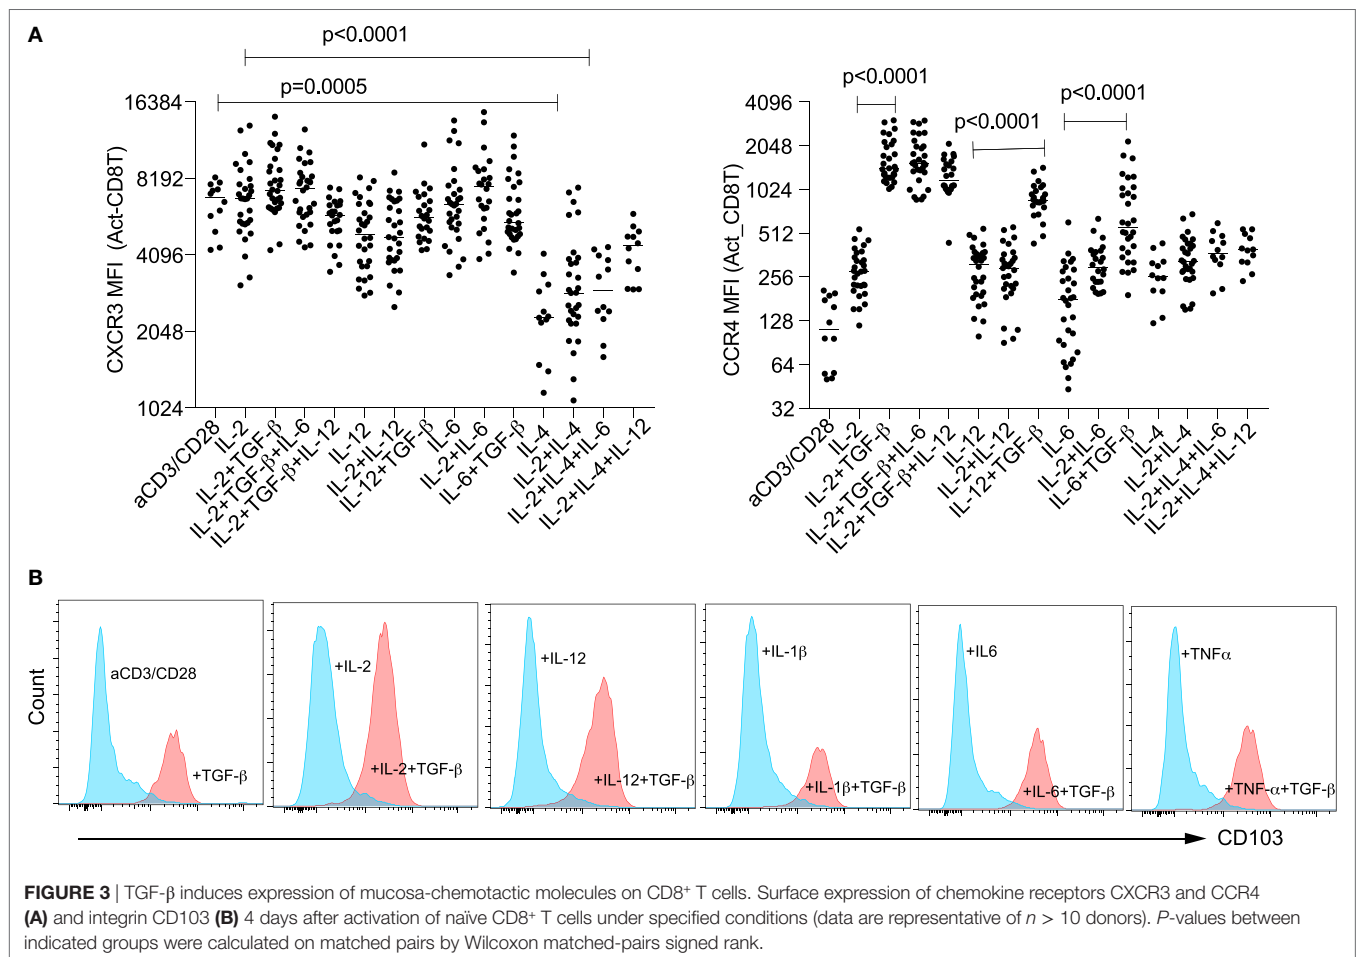 A
p<0.0001
p=0.0005
16384
8192
4096
2048
1024
CXCR3 MFI (Act-CD8T)
aCD3/CD28
IL-2
IL-2+TGF-β
IL-2+TGF-β+IL-6
IL-2+TGF-β+IL-12
IL-12
IL-2+IL-12
IL-12+TGF-β
IL-6
IL-2+IL-6
IL-6+TGF-β
IL-4
IL-2+IL-4
IL-2+IL-4+IL-6
IL-2+IL-4+IL-12
p<0.0001
p<0.0001
p<0.0001
4096
2048
1024
512
256
128
64
32
CCR4 MFI (Act_CD8T)
aCD3/CD28
IL-2
IL-2+TGF-β
IL-2+TGF-β+IL-6
IL-2+TGF-β+IL-12
IL-12
IL-2+IL-12
IL-12+TGF-β
IL-6
IL-2+IL-6
IL-6+TGF-β
IL-4
IL-2+IL-4
IL-2+IL-4+IL-6
IL-2+IL-4+IL-12
B
Count
aCD3/CD28
+TGF-β
+IL-2
+IL-2+TGF-β
+IL-12
+IL-12+TGF-β
+IL-1β
+IL-1β+TGF-β
+IL6
+IL-6+TGF-β
+TNFα
+TNF-α+TGF-β
CD103
FIGURE 3 | TGF-β induces expression of mucosa-chemotactic molecules on CD8⁺ T cells. Surface expression of chemokine receptors CXCR3 and CCR4
(A) and integrin CD103 (B) 4 days after activation of naïve CD8⁺ T cells under specified conditions (data are representative of n > 10 donors). P-values between
indicated groups were calculated on matched pairs by Wilcoxon matched-pairs signed rank.